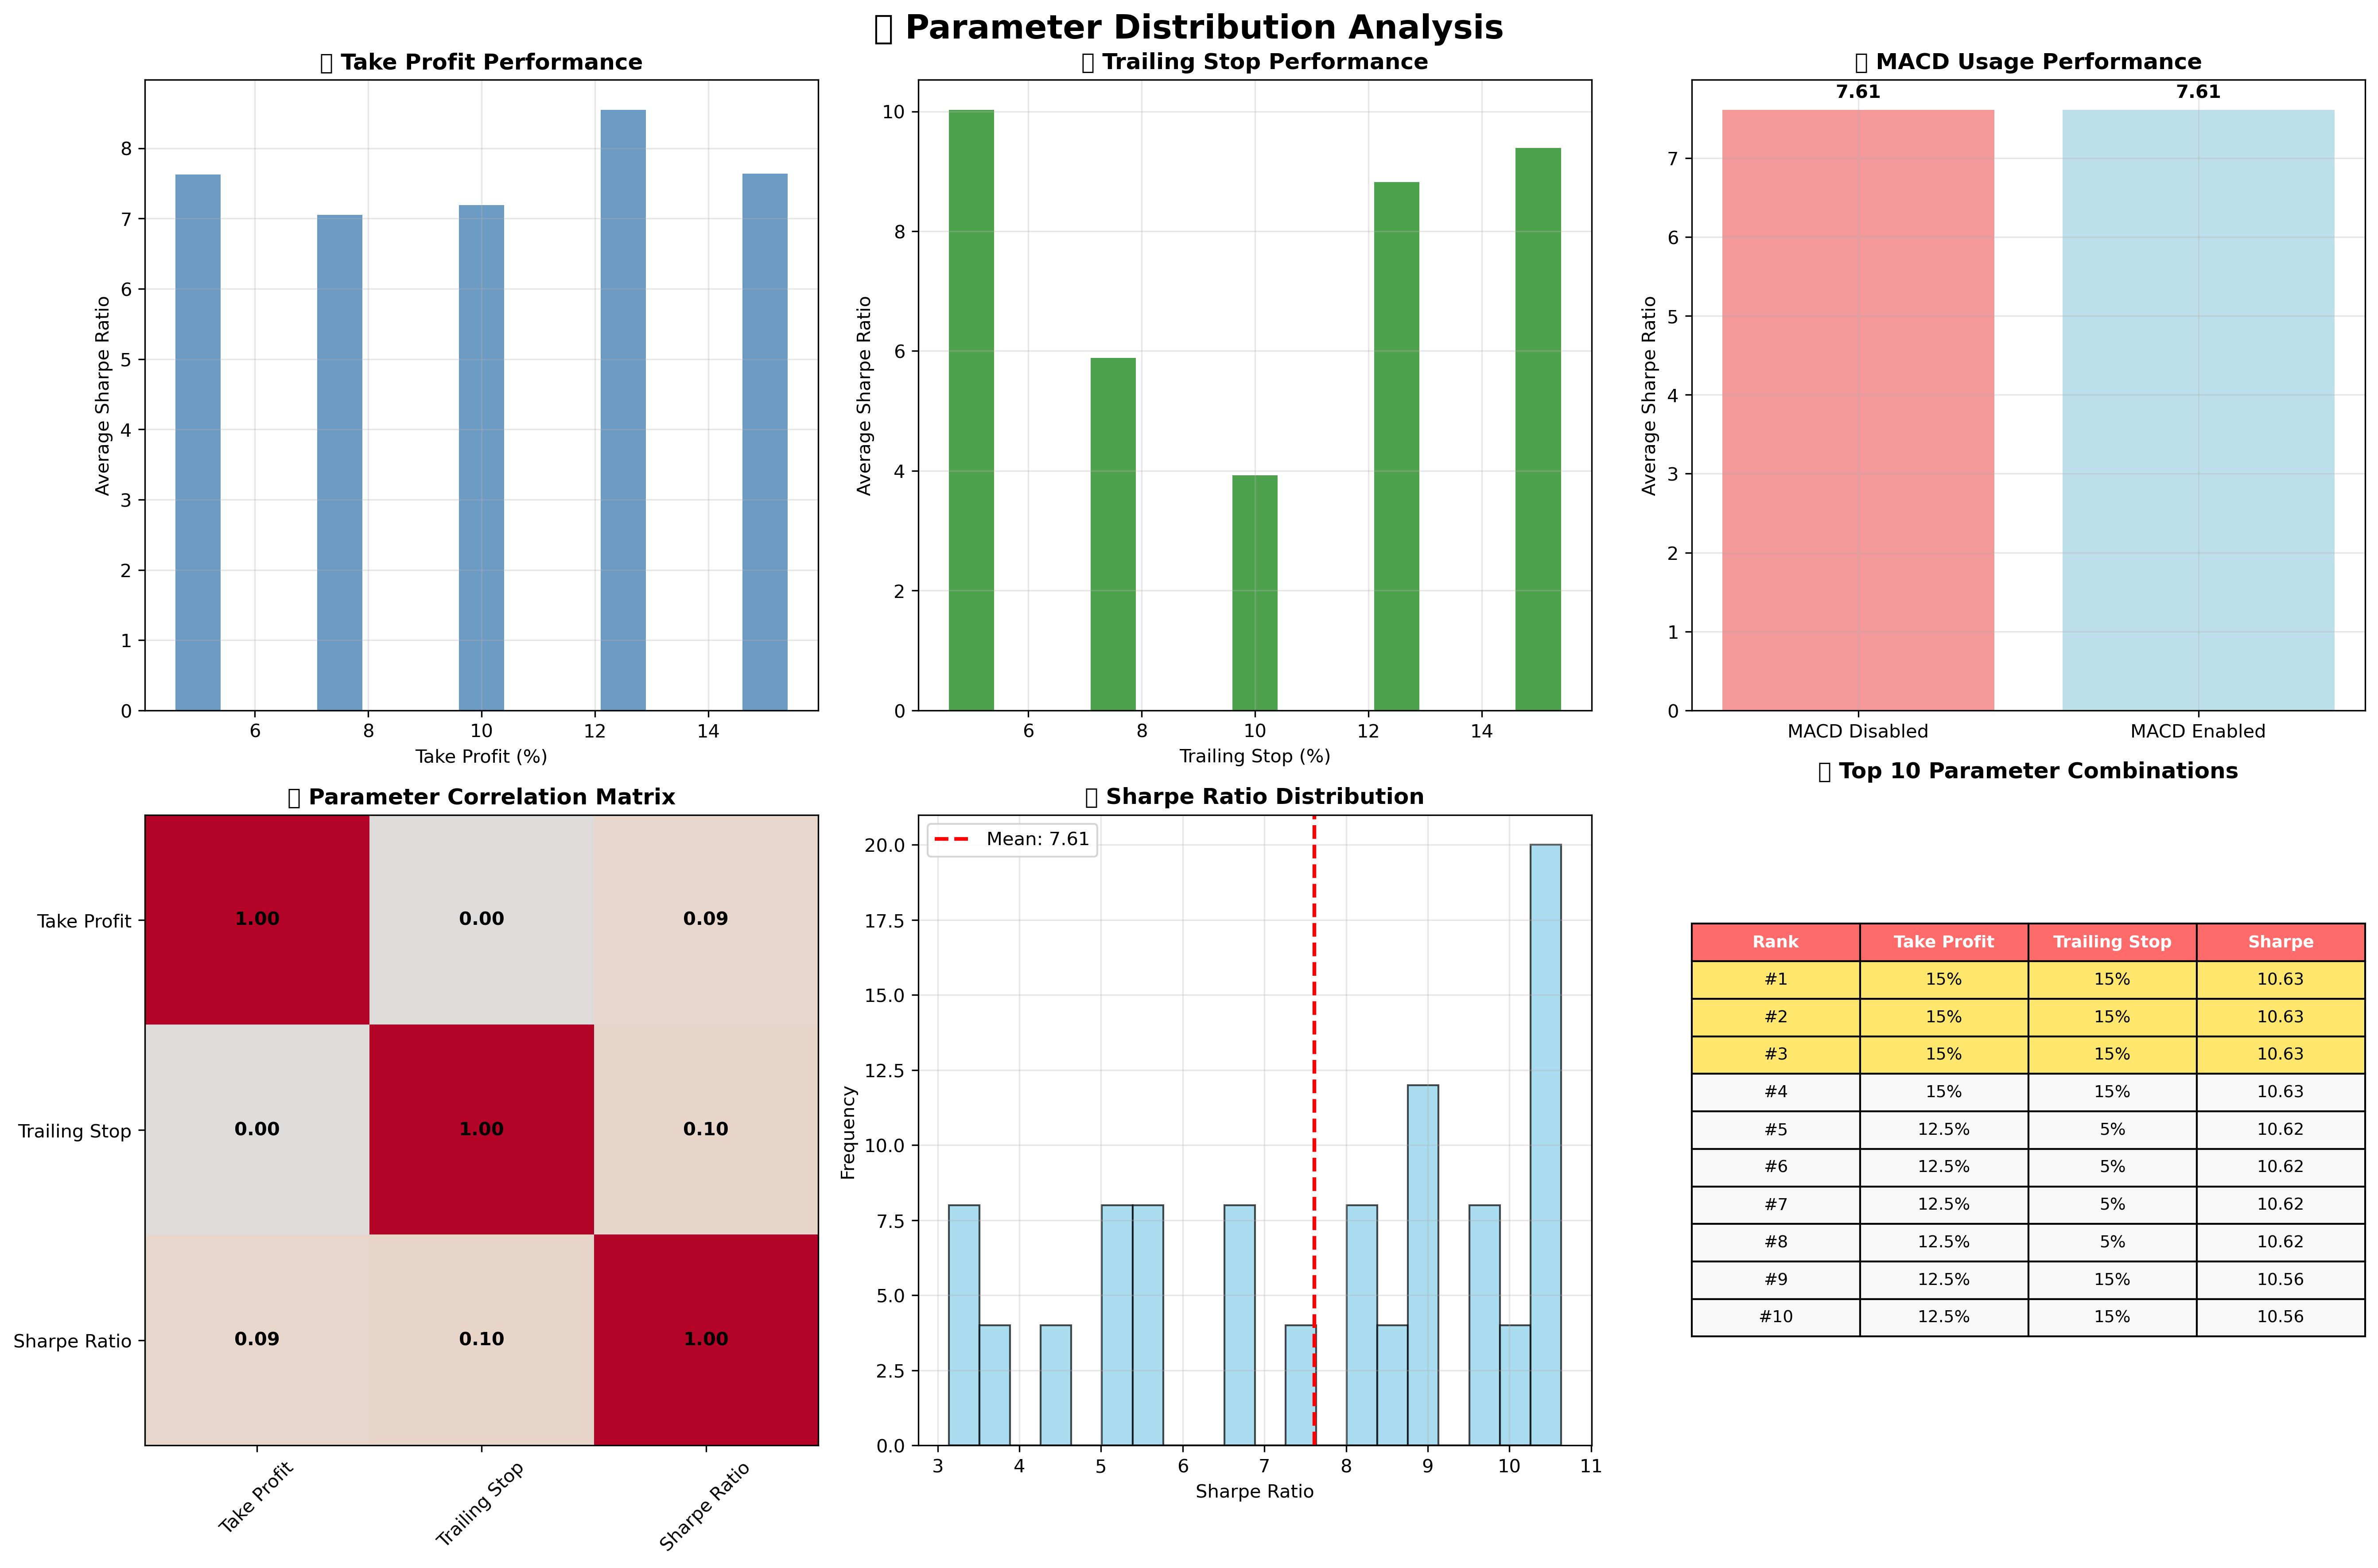 Parameter Distribution Analysis
Take Profit Performance
Average Sharpe Ratio
8
7
6
5
4
3
2
1
0
6 8 10 12 14
Take Profit (%)
Trailing Stop Performance
Average Sharpe Ratio
10
8
6
4
2
0
6 8 10 12 14
Trailing Stop (%)
MACD Usage Performance
7.61 7.61
Average Sharpe Ratio
7
6
5
4
3
2
1
0
MACD Disabled MACD Enabled
Parameter Correlation Matrix
Take Profit 1.00 0.00 0.09
Trailing Stop 0.00 1.00 0.10
Sharpe Ratio 0.09 0.10 1.00
Take Profit Trailing Stop Sharpe Ratio
Sharpe Ratio Distribution
Mean: 7.61
Frequency
20.0
17.5
15.0
12.5
10.0
7.5
5.0
2.5
0.0
3 4 5 6 7 8 9 10 11
Sharpe Ratio
Top 10 Parameter Combinations
Rank Take Profit Trailing Stop Sharpe
#1 15% 15% 10.63
#2 15% 15% 10.63
#3 15% 15% 10.63
#4 15% 15% 10.63
#5 12.5% 5% 10.62
#6 12.5% 5% 10.62
#7 12.5% 5% 10.62
#8 12.5% 5% 10.62
#9 12.5% 15% 10.56
#10 12.5% 15% 10.56